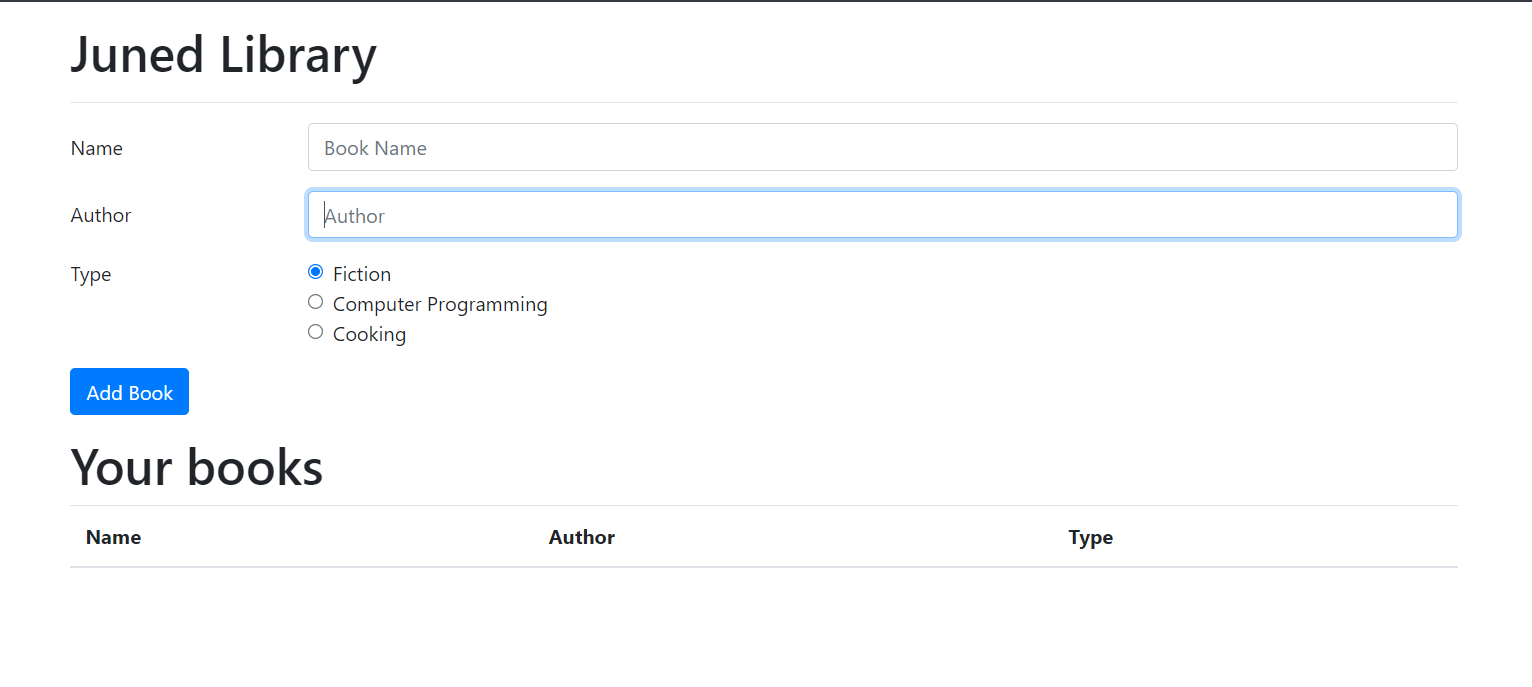 Juned Library
Name Book Name
Author Author
Type Fiction
Computer Programming
Cooking
Add Book
Your books
Name Author Type